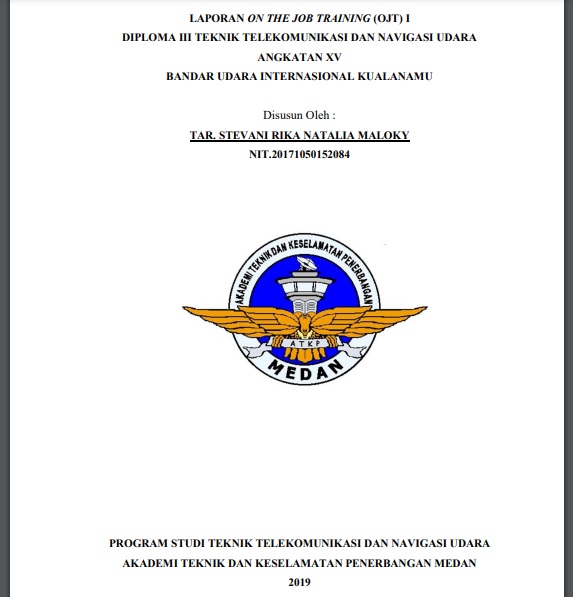 LAPORAN ON THE JOB TRAINING (OJT) I
DIPLOMA III TEKNIK TELEKOMUNIKASI DAN NAVIGASI UDARA
ANGKATAN XV
BANDAR UDARA INTERNASIONAL KUALANAMU
Disusun Oleh :
TAR. STEVANI RIKA NATALIA MALOKY
NIT.20171050152084
AKADEMI TEKNIK DAN KESELAMATAN PENERBANGAN
ATKP
MEDAN
PROGRAM STUDI TEKNIK TELEKOMUNIKASI DAN NAVIGASI UDARA
AKADEMI TEKNIK DAN KESELAMATAN PENERBANGAN MEDAN
2019